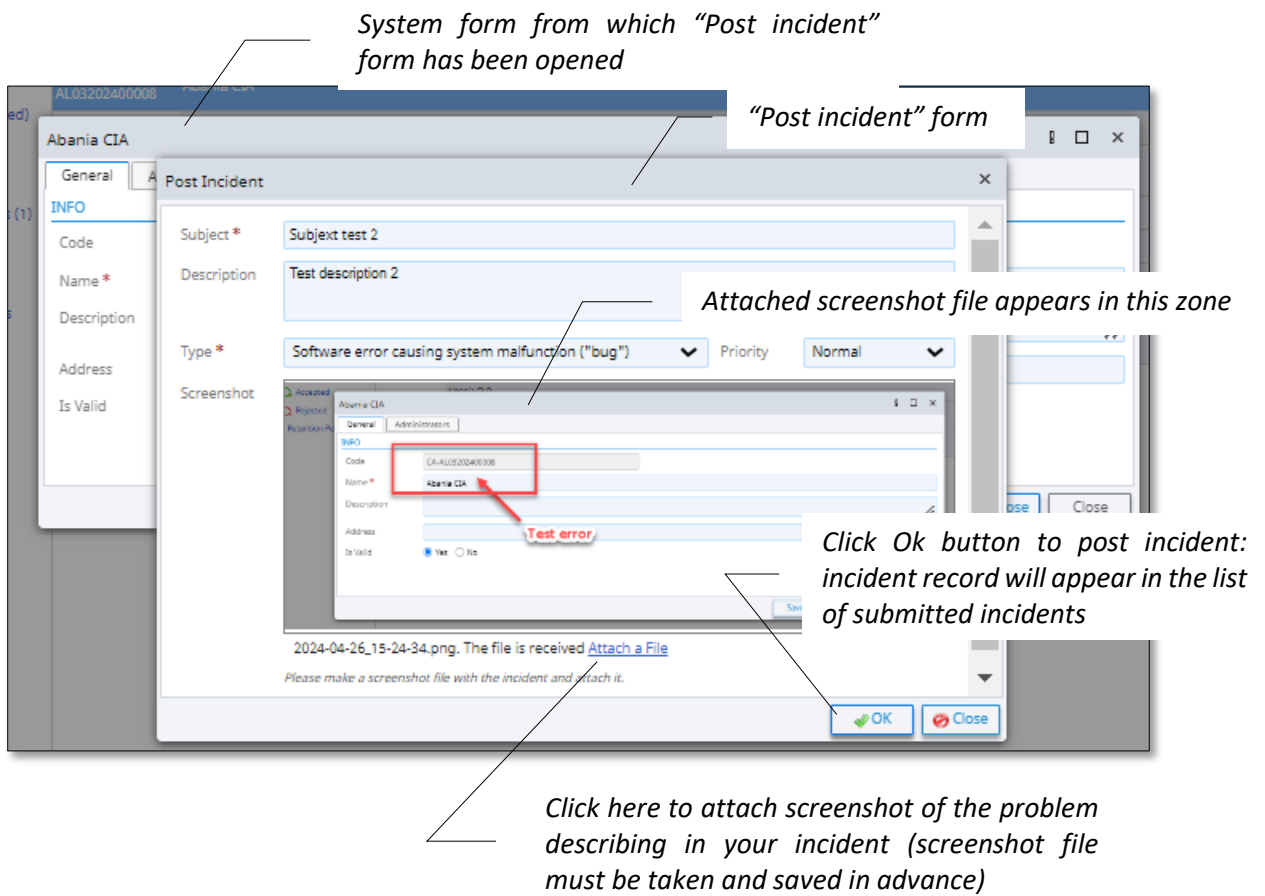 System form from which “Post incident”
form has been opened
AL03202400008
“Post incident” form
ed)
Abania CIA
General
A
Post Incident
s (1)
INFO
Code
Subject *
Subjext test 2
Name *
Description
Test description 2
Attached screenshot file appears in this zone
s
Description
Type *
Software error causing system malfunction ("bug")
Priority
Normal
Address
Screenshot
Accepted
Rejected
Abania CIA
Is Valid
General
Administrators
INFO
Code
CA-AL03202400008
Name *
Abania CIA
Description
ose
Close
Address
Test error
Is Valid
Yes
No
Click Ok button to post incident:
incident record will appear in the list
of submitted incidents
Sav
2024-04-26_15-24-34.png. The file is received Attach a File
Please make a screenshot file with the incident and attach it.
OK
Close
Click here to attach screenshot of the problem
describing in your incident (screenshot file
must be taken and saved in advance)